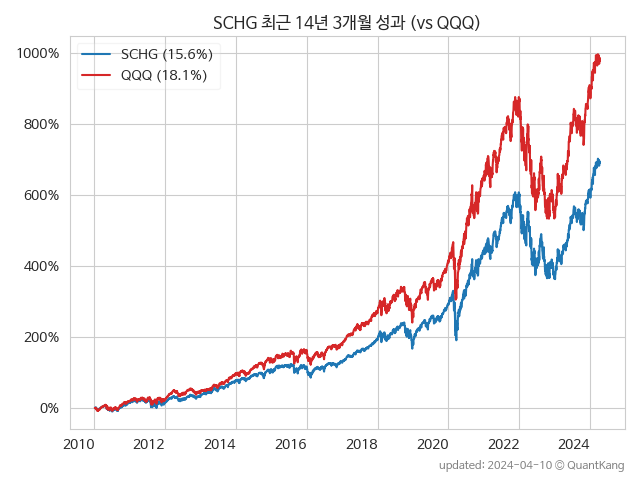 SCHG 최근 14년 3개월 성과 (vs QQQ)
SCHG (15.6%)
QQQ (18.1%)
1000%
800%
600%
400%
200%
0%
2010 2012 2014 2016 2018 2020 2022 2024
updated: 2024-04-10 © QuantKang